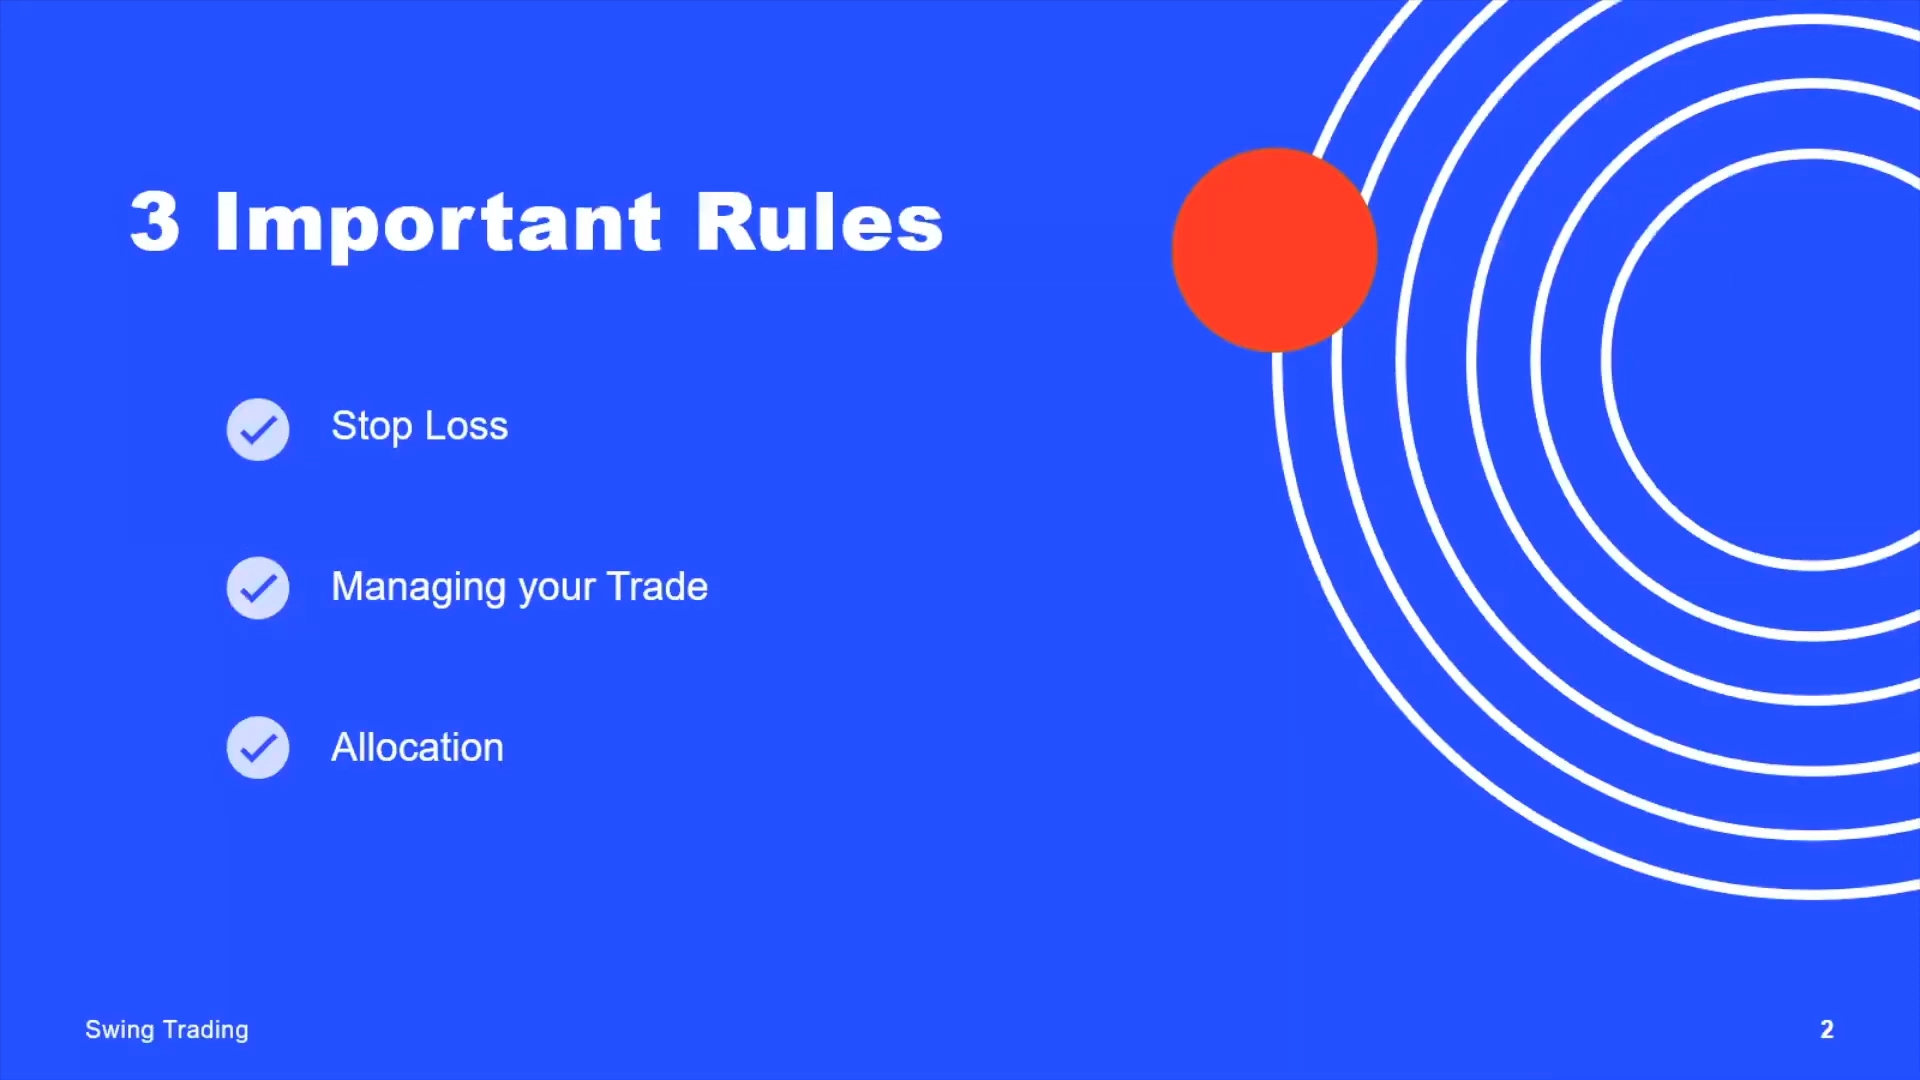 3 Important Rules
Stop Loss
Managing your Trade
Allocation
Swing Trading
2